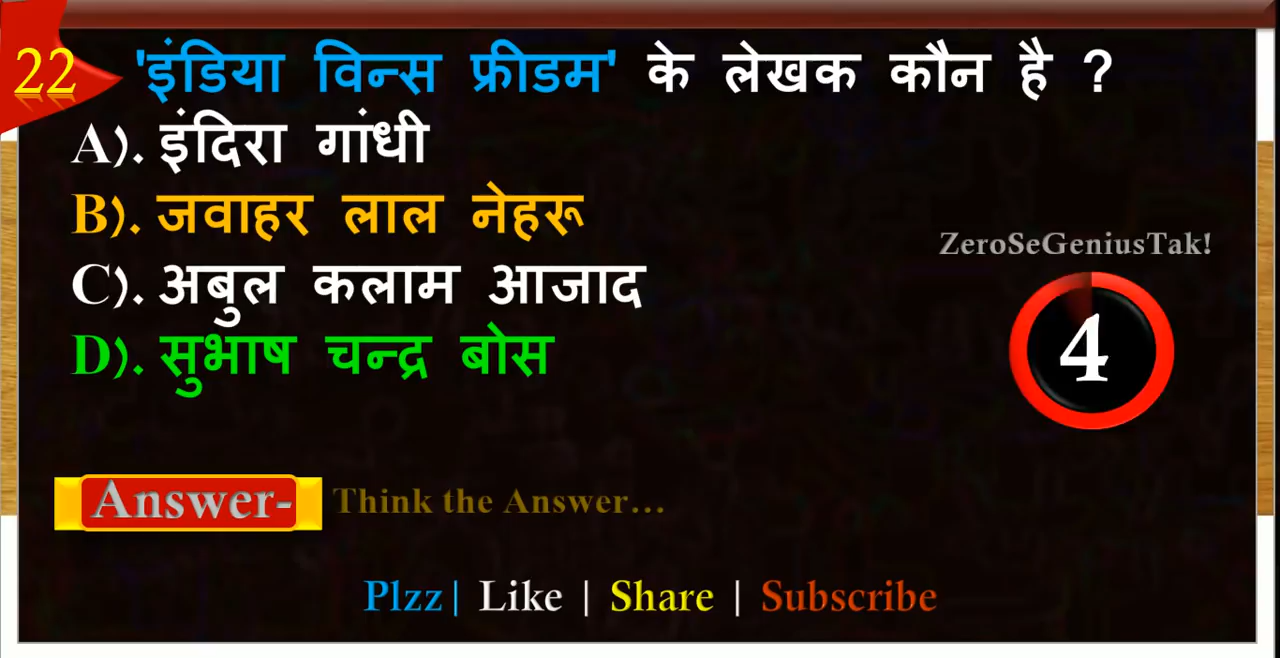 22 'इंडिया विन्स फ्रीडम' के लेखक कौन है ?
A). इंदिरा गांधी
B). जवाहर लाल नेहरू
C). अबुल कलाम आजाद
D). सुभाष चन्द्र बोस
ZeroSeGeniusTak!
4
Answer- Think the Answer...
Plzz| Like | Share | Subscribe